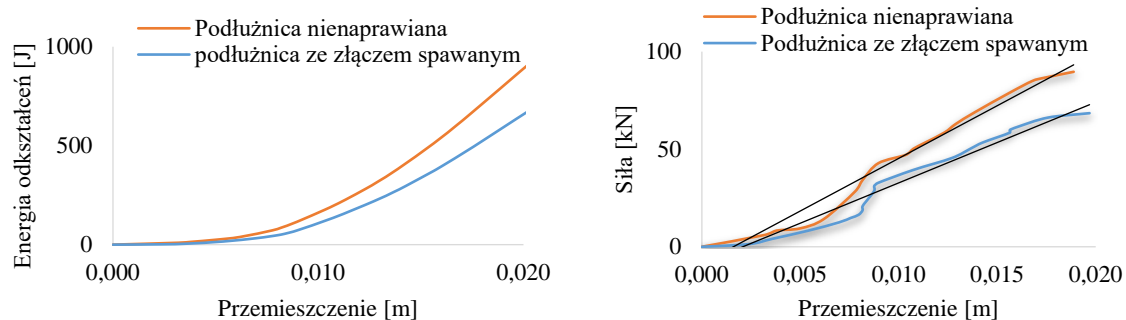 Podłużnica nienaprawiana
podłużnica ze złączem spawanym
Energia odkształceń [J]
1000
500
0
0,000
0,010
0,020
Przemieszczenie [m]
Podłużnica nienaprawiana
Podłużnica ze złączem spawanym
Siła [kN]
100
50
0
0,000
0,005
0,010
0,015
0,020
Przemieszczenie [m]